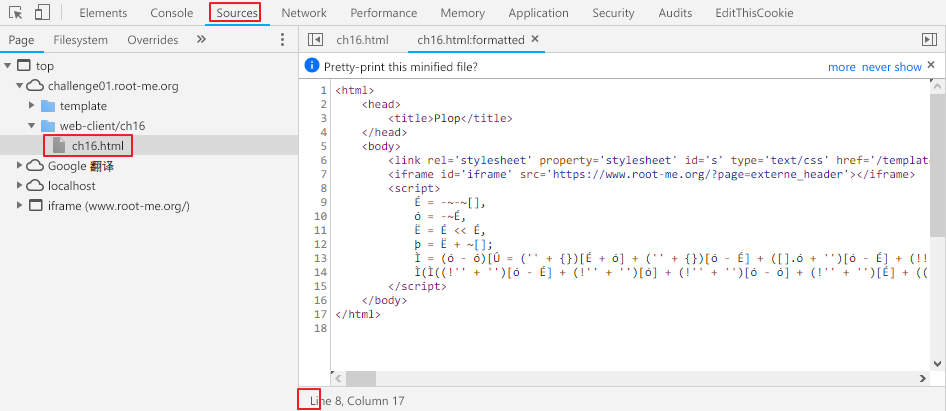 Elements Console Sources Network Performance Memory Application Security Audits EditThisCookie
Page Filesystem Overrides »
top
challenge01.root-me.org
template
web-client/ch16
ch16.html
Google 翻译
localhost
iframe (www.root-me.org/)
ch16.html ch16.html:formatted ×
Pretty-print this minified file? more never show ×
1 <html>
2 <head>
3 <title>Plop</title>
4 </head>
5 <body>
6 <link rel='stylesheet' property='stylesheet' id='s' type='text/css' href='/templa
7 <iframe id='iframe' src='https://www.root-me.org/?page=externe_header'></iframe>
8 <script>
9 É = -~-~[],
10 ó = -~É,
11 Ë = É << É,
12 þ = Ë + ~[];
13 Ì = (ó - ó)[Û = ('' + {})[É + ó] + ('' + {})[ó - É] + ([].ó + '')[ó - É] + (!!
14 Ì(Ì((!'' + '')[ó - É] + (!'' + '')[ó] + (!'' + '')[ó - ó] + (!'' + '')[É] + ((
15 </script>
16 </body>
17 </html>
18
Line 8, Column 17